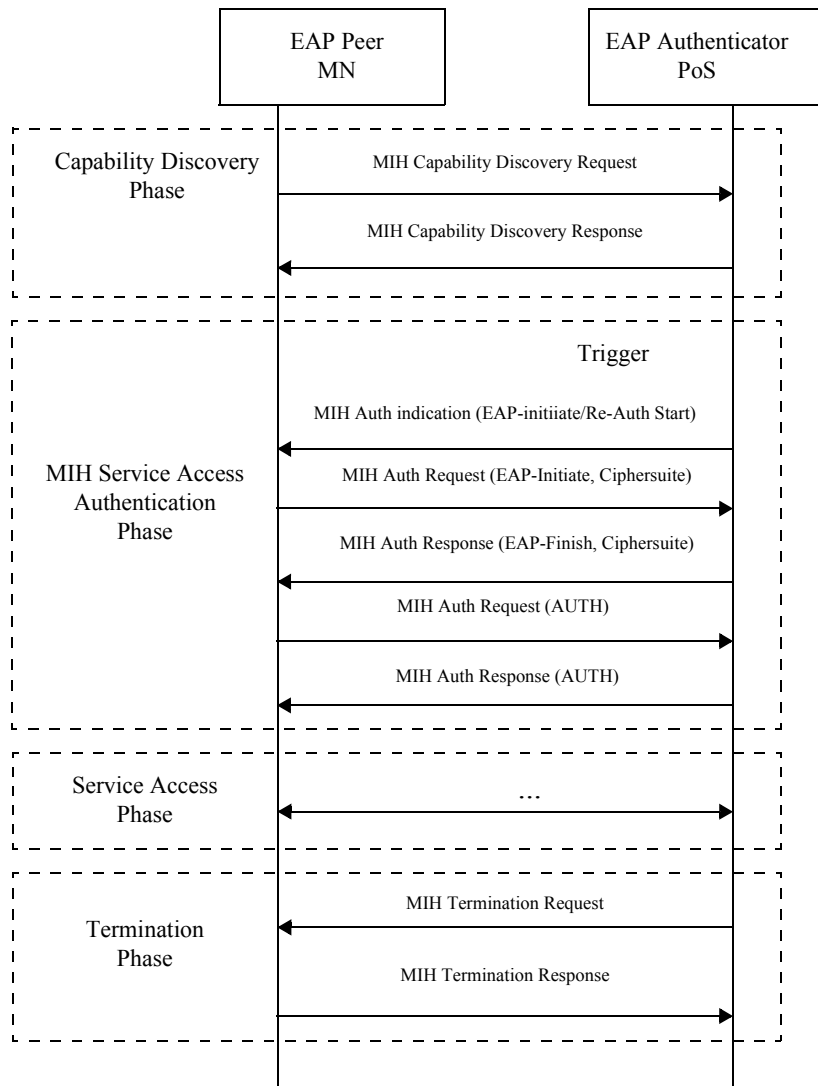 EAP Peer
MN
EAP Authenticator
PoS
Capability Discovery
Phase
MIH Capability Discovery Request
MIH Capability Discovery Response
MIH Service Access
Authentication
Phase
Trigger
MIH Auth indication (EAP-initiiate/Re-Auth Start)
MIH Auth Request (EAP-Initiate, Ciphersuite)
MIH Auth Response (EAP-Finish, Ciphersuite)
MIH Auth Request (AUTH)
MIH Auth Response (AUTH)
Service Access
Phase
...
Termination
Phase
MIH Termination Request
MIH Termination Response